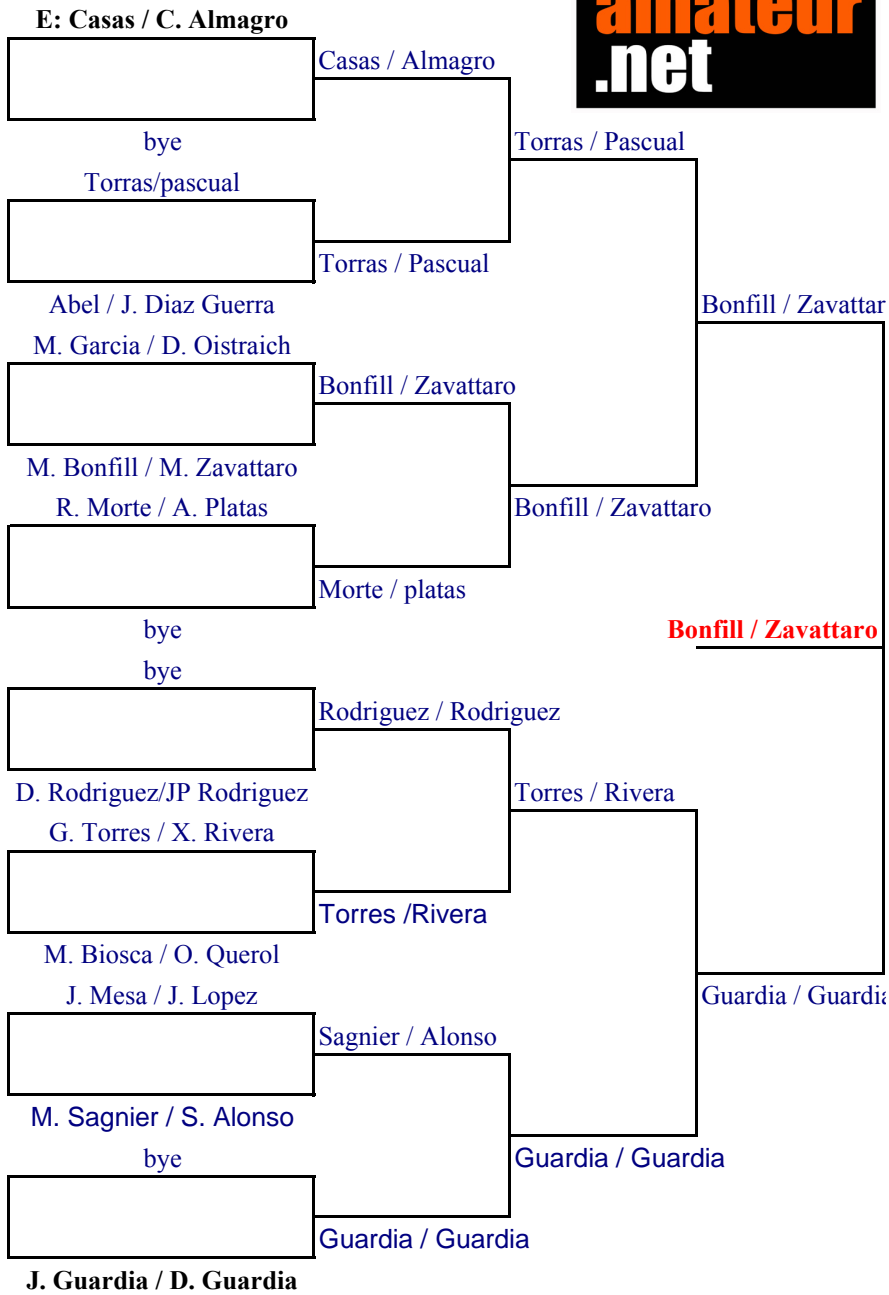 amateur
.net
E: Casas / C. Almagro
Casas / Almagro
bye
Torras / Pascual
Torras/pascual
Torras / Pascual
Abel / J. Diaz Guerra
Bonfill / Zavattar
M. Garcia / D. Oistraich
Bonfill / Zavattaro
M. Bonfill / M. Zavattaro
R. Morte / A. Platas
Bonfill / Zavattaro
Morte / platas
bye
Bonfill / Zavattaro
bye
Rodriguez / Rodriguez
D. Rodriguez/JP Rodriguez
Torres / Rivera
G. Torres / X. Rivera
Torres /Rivera
M. Biosca / O. Querol
J. Mesa / J. Lopez
Guardia / Guardia
Sagnier / Alonso
M. Sagnier / S. Alonso
bye
Guardia / Guardia
Guardia / Guardia
J. Guardia / D. Guardia